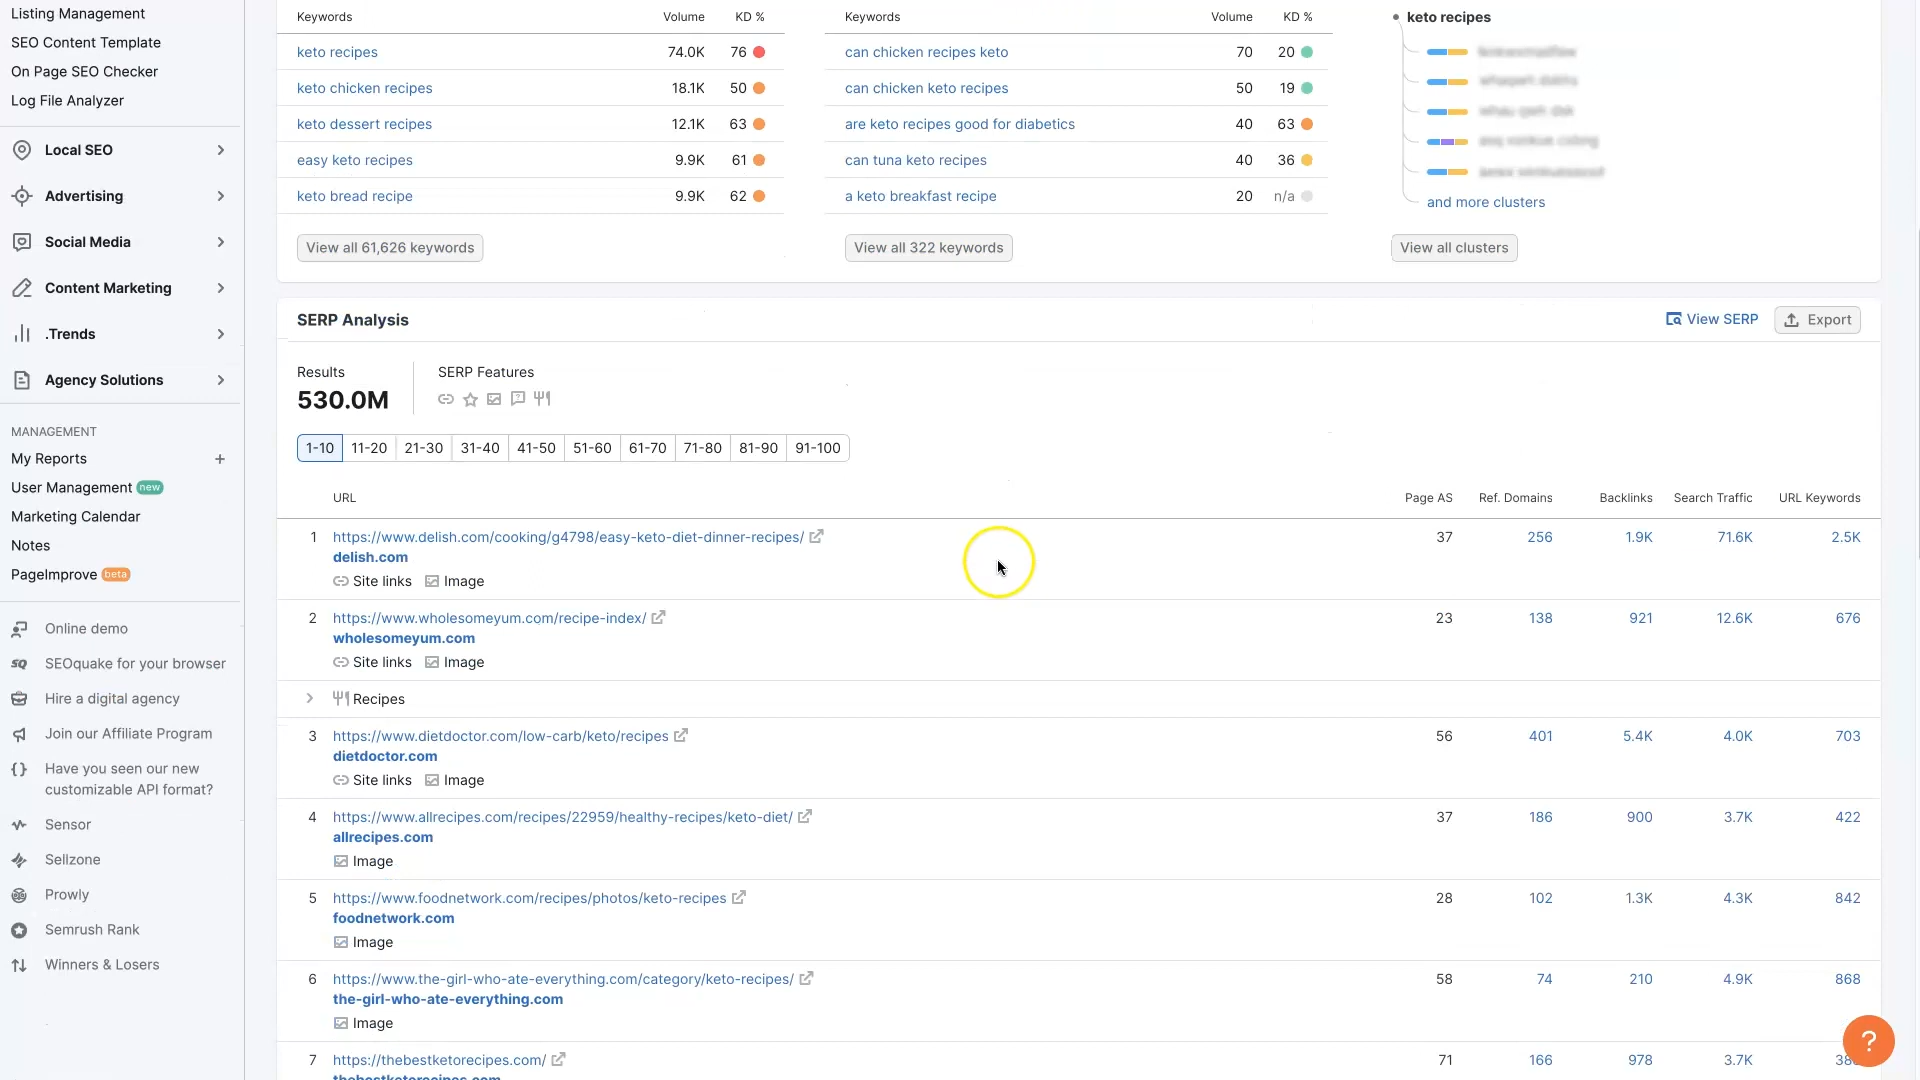 Listing Management
SEO Content Template
On Page SEO Checker
Log File Analyzer
Local SEO
Advertising
Social Media
Content Marketing
.Trends
Agency Solutions
MANAGEMENT
My Reports +
User Management new
Marketing Calendar
Notes
PageImprove beta
Online demo
SEOquake for your browser
Hire a digital agency
Join our Affiliate Program
Have you seen our new
customizable API format?
Sensor
Sellzone
Prowly
Semrush Rank
Winners & Losers
Keywords Volume KD %
keto recipes 74.0K 76
keto chicken recipes 18.1K 50
keto dessert recipes 12.1K 63
easy keto recipes 9.9K 61
keto bread recipe 9.9K 62
View all 61,626 keywords
Keywords Volume KD %
can chicken recipes keto 70 20
can chicken keto recipes 50 19
are keto recipes good for diabetics 40 63
can tuna keto recipes 40 36
a keto breakfast recipe 20 n/a
View all 322 keywords
keto recipes
and more clusters
View all clusters
SERP Analysis
View SERP
Export
Results
530.0M
SERP Features
1-10 11-20 21-30 31-40 41-50 51-60 61-70 71-80 81-90 91-100
URL Page AS Ref. Domains Backlinks Search Traffic URL Keywords
1 https://www.delish.com/cooking/g4798/easy-keto-diet-dinner-recipes/ 37 256 1.9K 71.6K 2.5K
delish.com
Site links Image
2 https://www.wholesomeyum.com/recipe-index/ 23 138 921 12.6K 676
wholesomeyum.com
Site links Image
Recipes
3 https://www.dietdoctor.com/low-carb/keto/recipes 56 401 5.4K 4.0K 703
dietdoctor.com
Site links Image
4 https://www.allrecipes.com/recipes/22959/healthy-recipes/keto-diet/ 37 186 900 3.7K 422
allrecipes.com
Image
5 https://www.foodnetwork.com/recipes/photos/keto-recipes 28 102 1.3K 4.3K 842
foodnetwork.com
Image
6 https://www.the-girl-who-ate-everything.com/category/keto-recipes/ 58 74 210 4.9K 868
the-girl-who-ate-everything.com
Image
7 https://thebestketorecipes.com/ 71 166 978 3.7K
thebestketorecipes.com
?